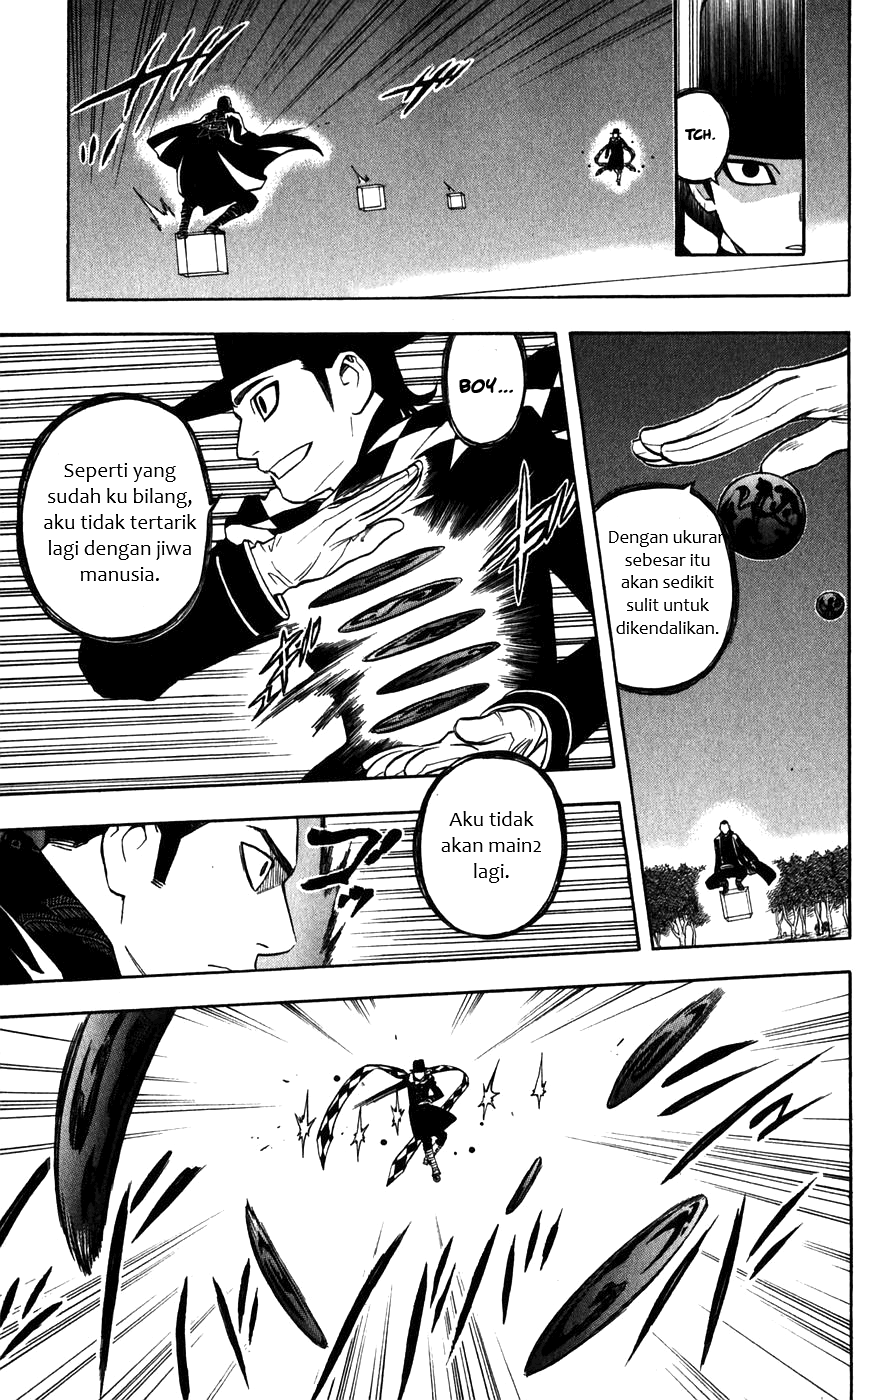 TCH.
Dengan ukuran
sebesar itu
akan sedikit
sulit untuk
dikendalikan.
BOY...
Seperti yang
sudah ku bilang,
aku tidak tertarik
lagi dengan jiwa
manusia.
Aku tidak
akan main2
lagi.